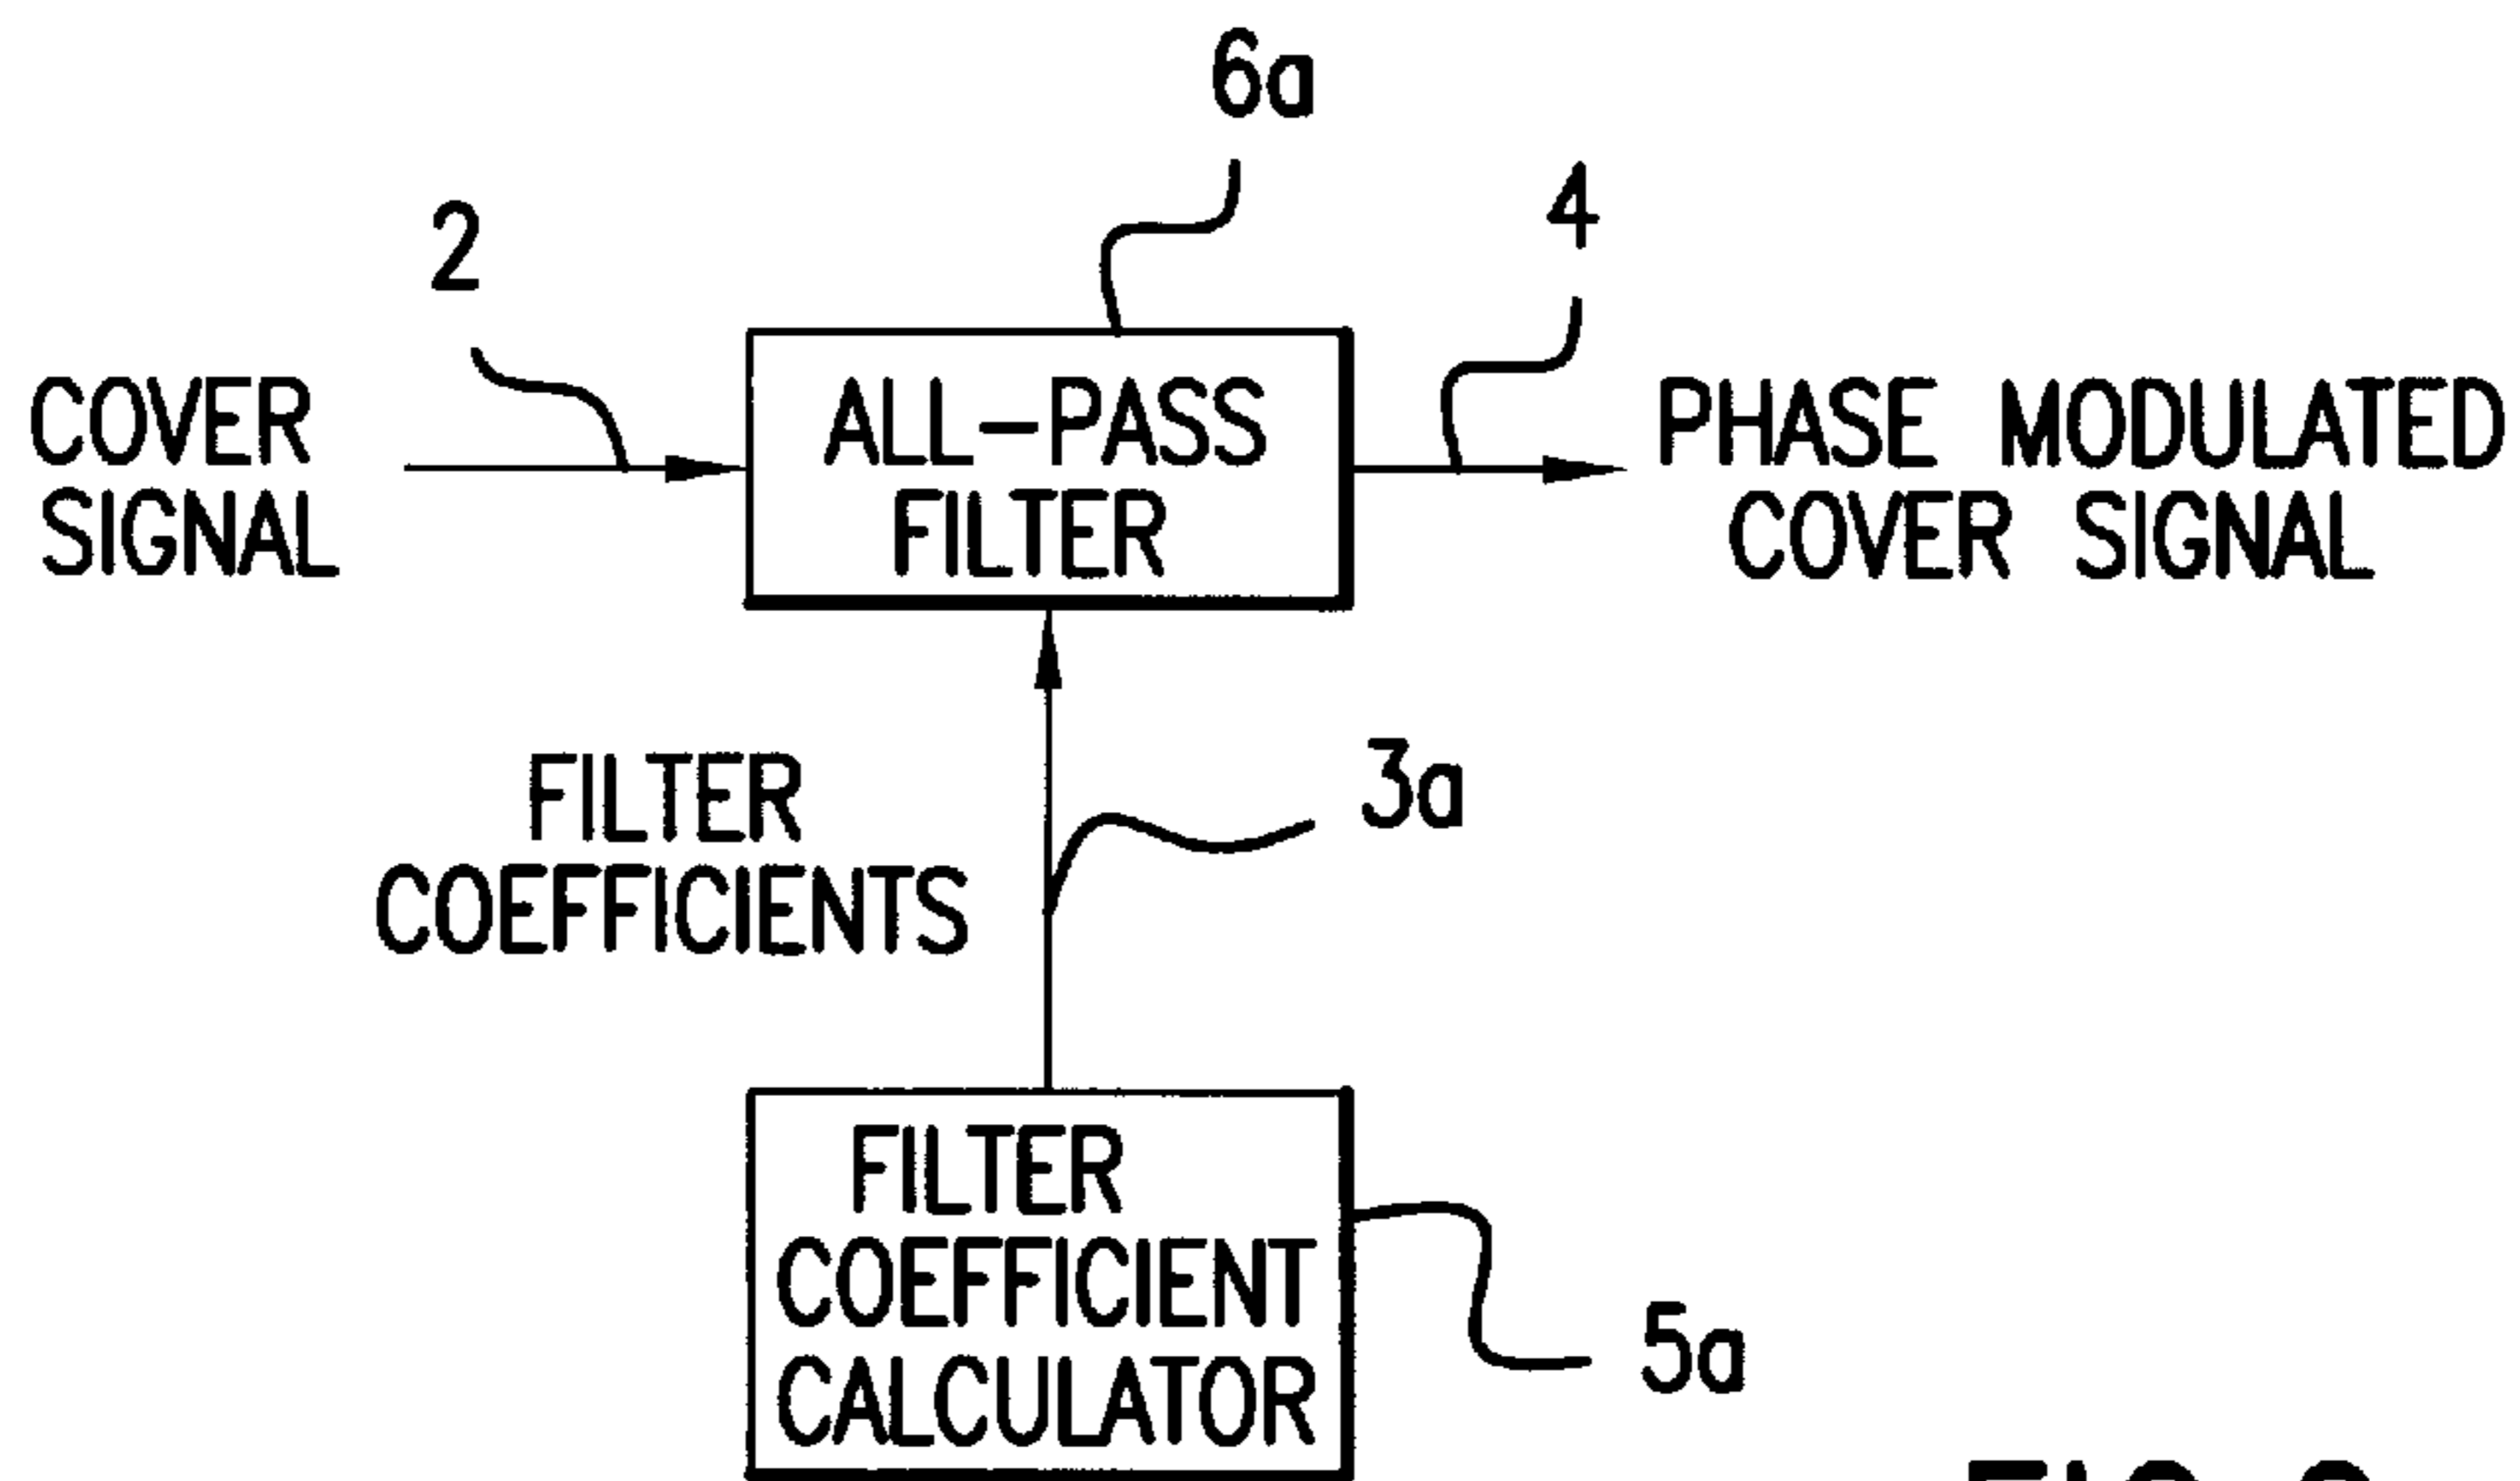 6a
4
2
COVER
SIGNAL
ALL-PASS
FILTER
PHASE MODULATED
COVER SIGNAL
FILTER
COEFFICIENTS
3a
FILTER
COEFFICIENT
CALCULATOR
5a